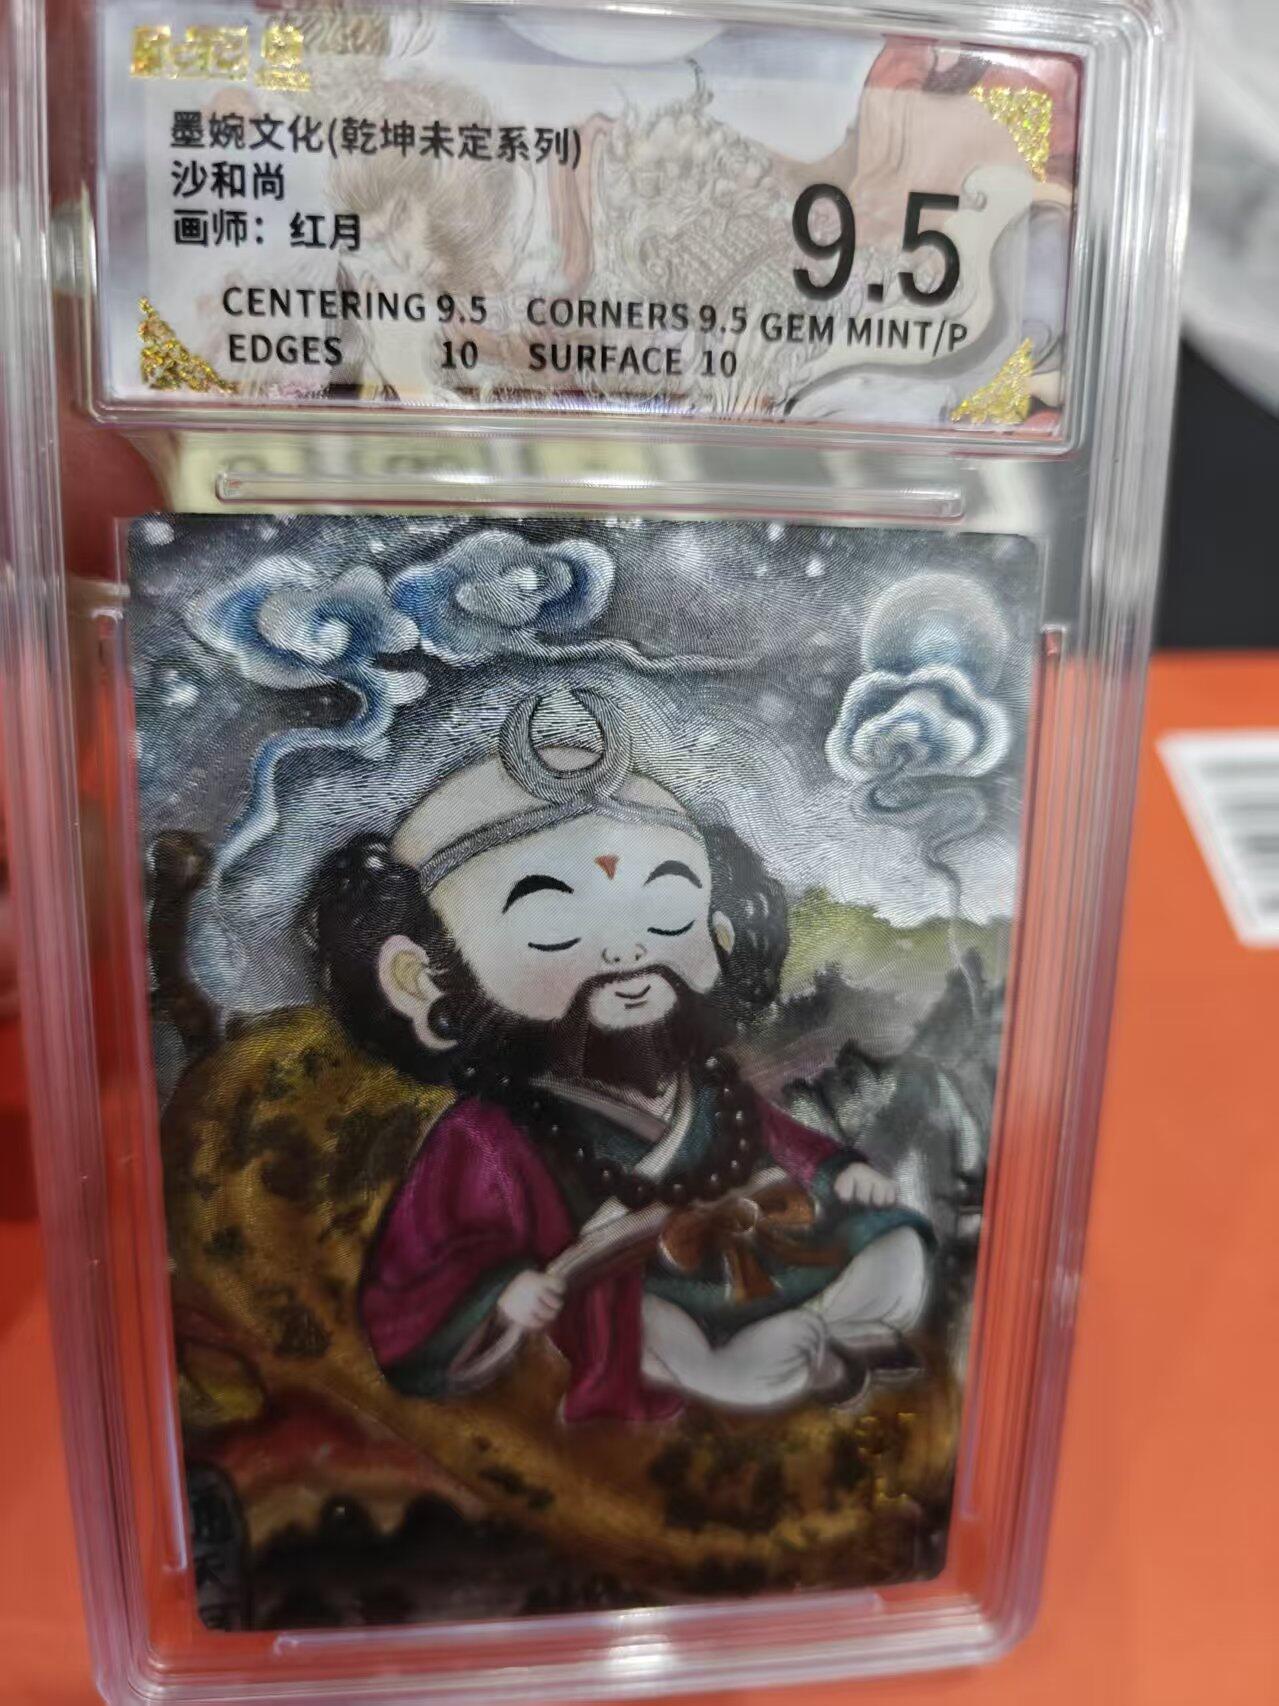 墨婉文化(乾坤未定系列)
沙和尚
画师：红月
9.5
CENTERING 9.5 CORNERS 9.5 GEM MINT/P
EDGES 10 SURFACE 10